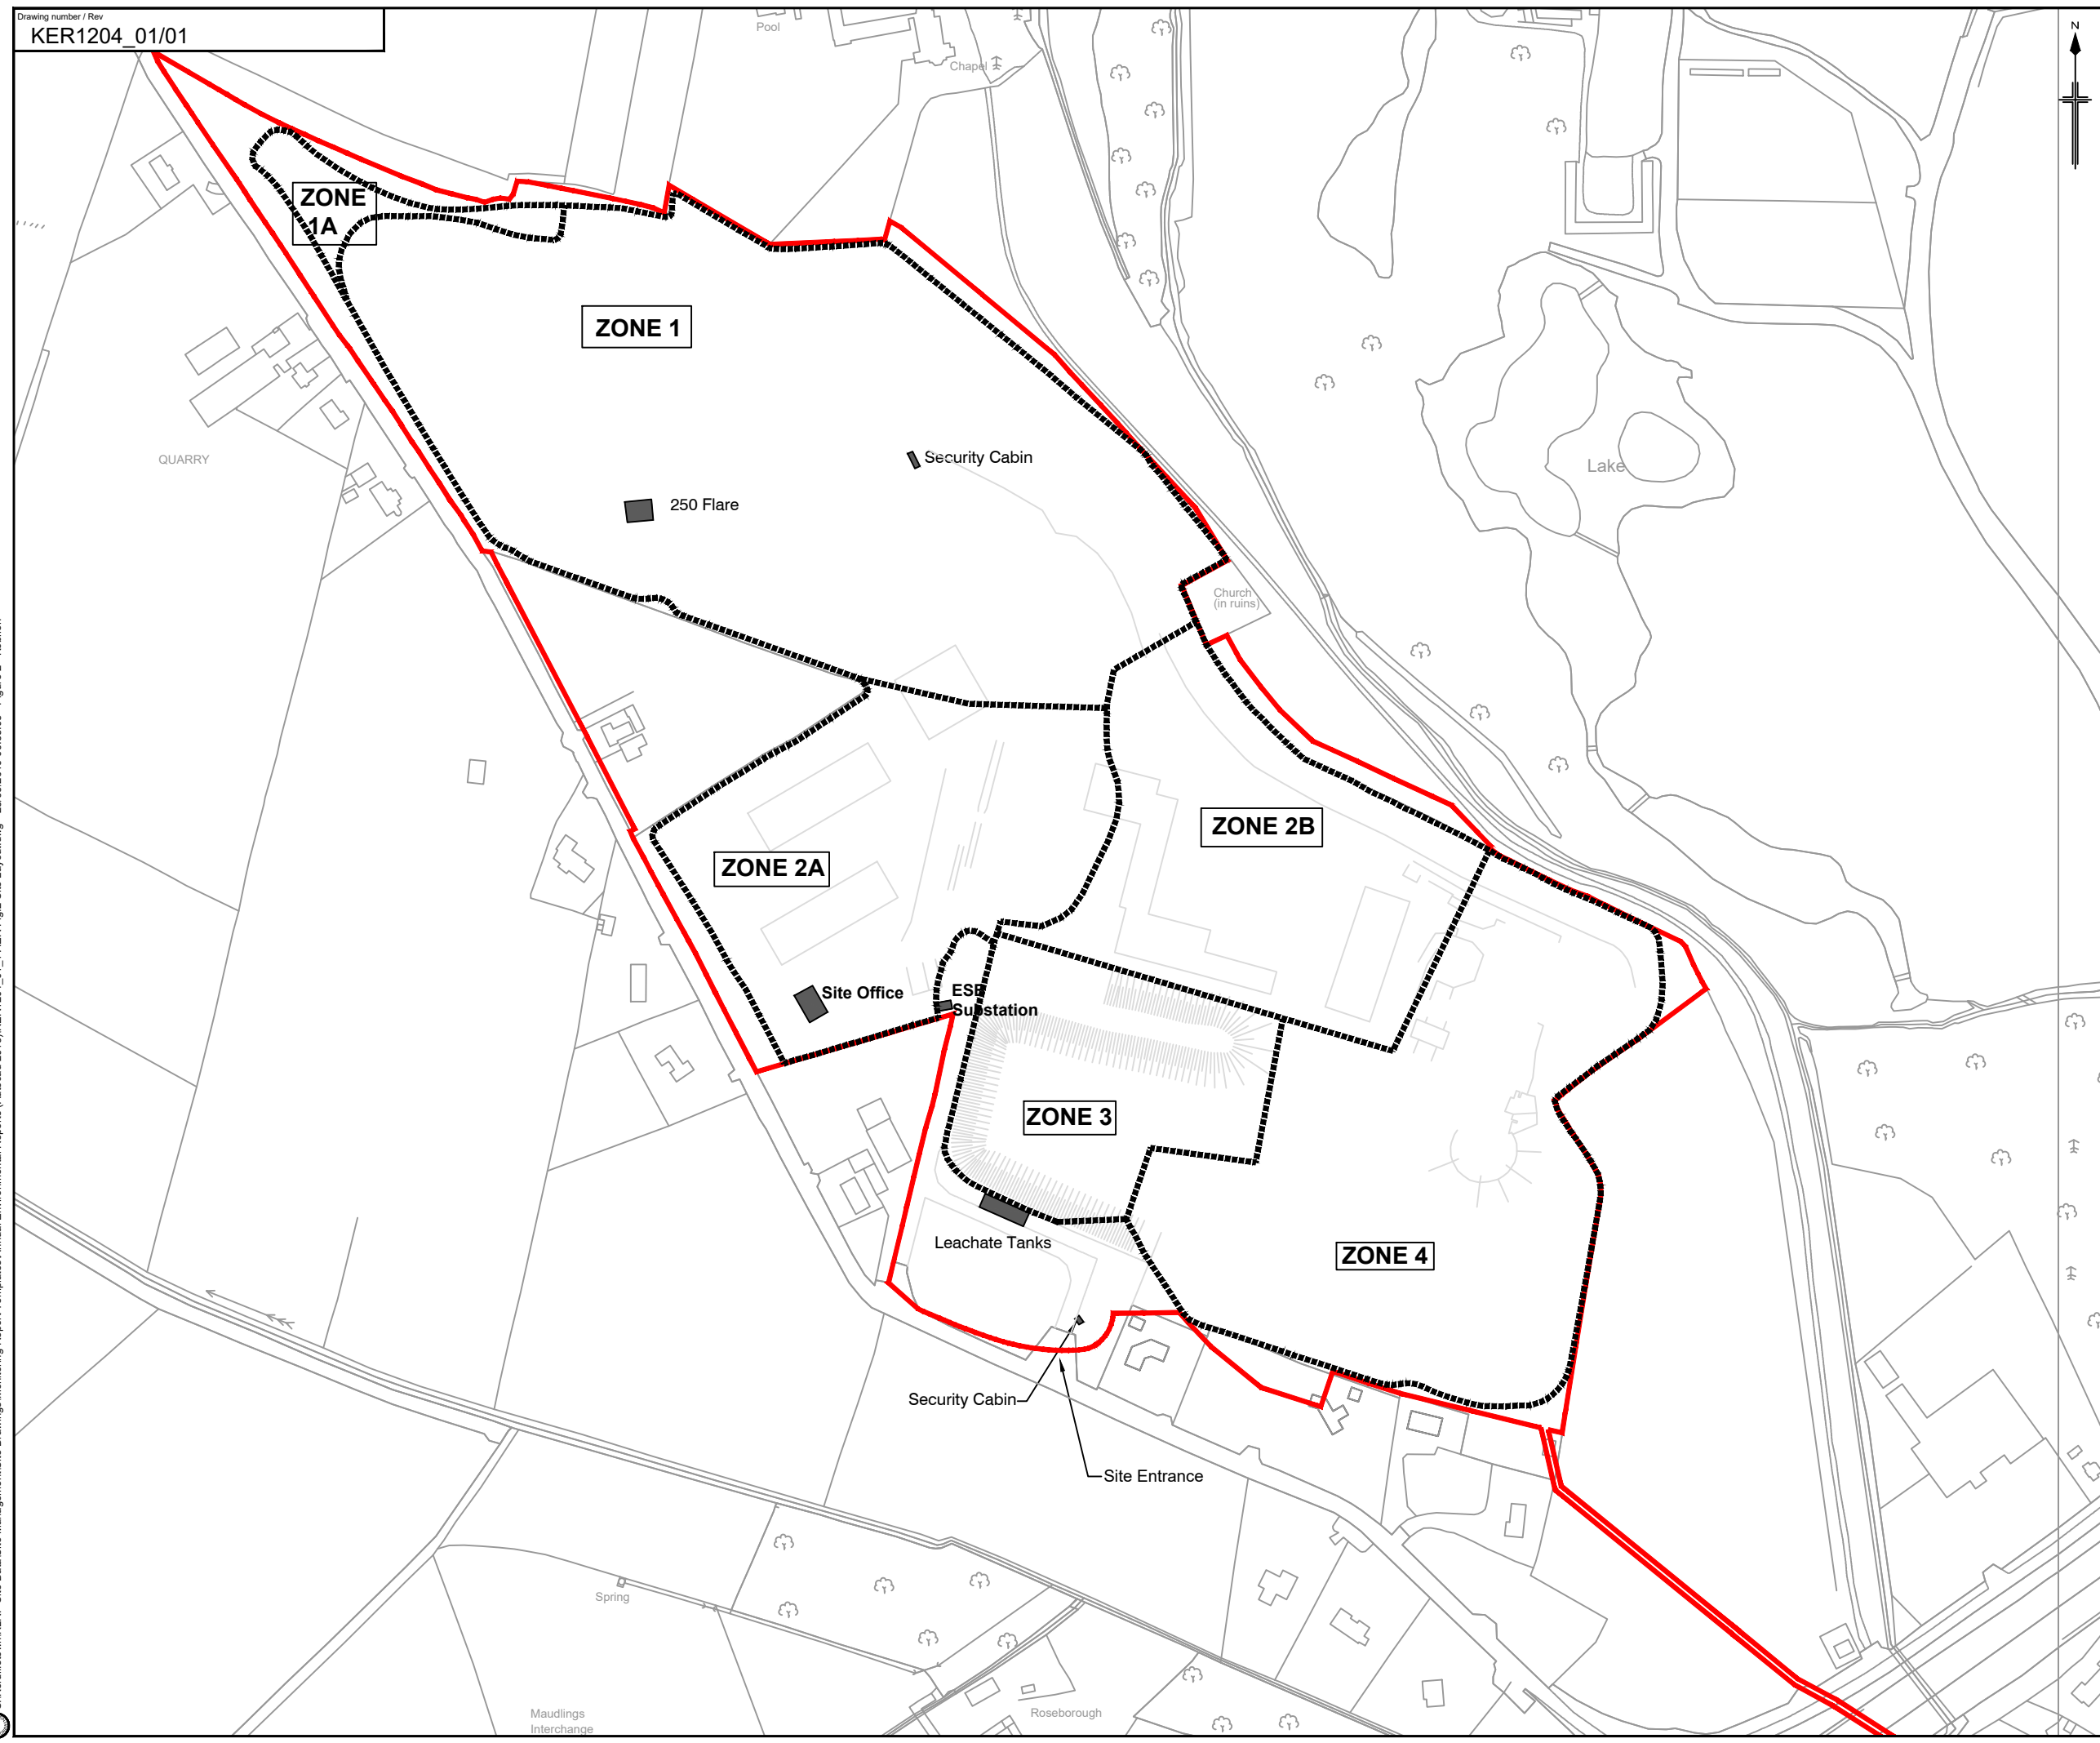 Drawing number / Rev
KER1204_01/01
N
Pool
Chapel
ZONE
1A
ZONE 1
QUARRY
Security Cabin
250 Flare
Lake
Church
(in ruins)
ZONE 2B
ZONE 2A
Site Office
ESB
Substation
ZONE 3
Leachate Tanks
ZONE 4
Security Cabin
Site Entrance
Spring
Maudlings
Interchange
Roseborough